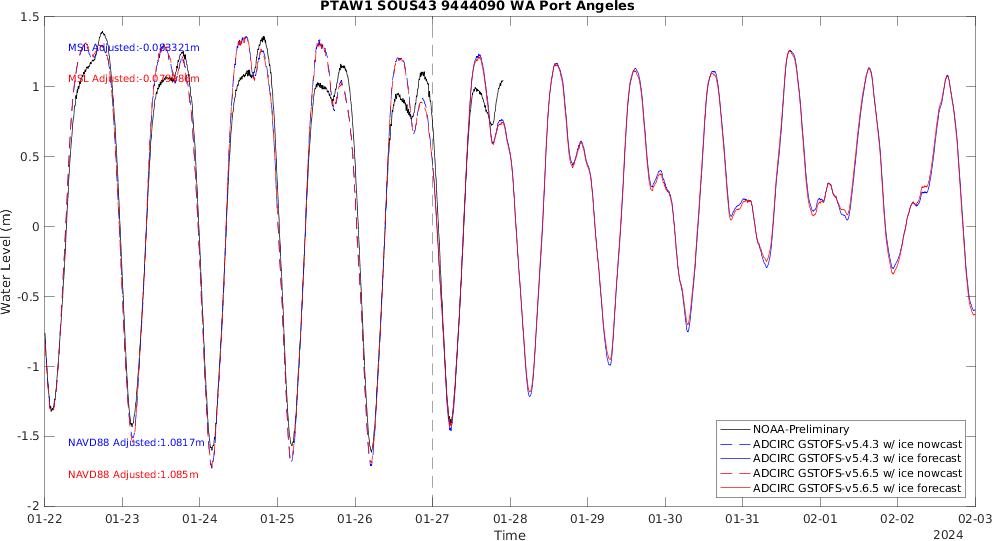 PTAW1 SOUS43 9444090 WA Port Angeles
Water Level (m)
1.5
1
0.5
0
-0.5
-1
-1.5
-2
MSL Adjusted:-0.083321m
MSL Adjusted:
NAVD88 Adjusted:1.0817m
NAVD88 Adjusted:1.085m
NOAA-Preliminary
ADCIRC GSTOFS-v5.4.3 w/ ice nowcast
ADCIRC GSTOFS-v5.4.3 w/ ice forecast
ADCIRC GSTOFS-v5.6.5 w/ ice nowcast
ADCIRC GSTOFS-v5.6.5 w/ ice forecast
01-22 01-23 01-24 01-25 01-26 01-27 01-28 01-29 01-30 01-31 02-01 02-02 02-03
Time
2024